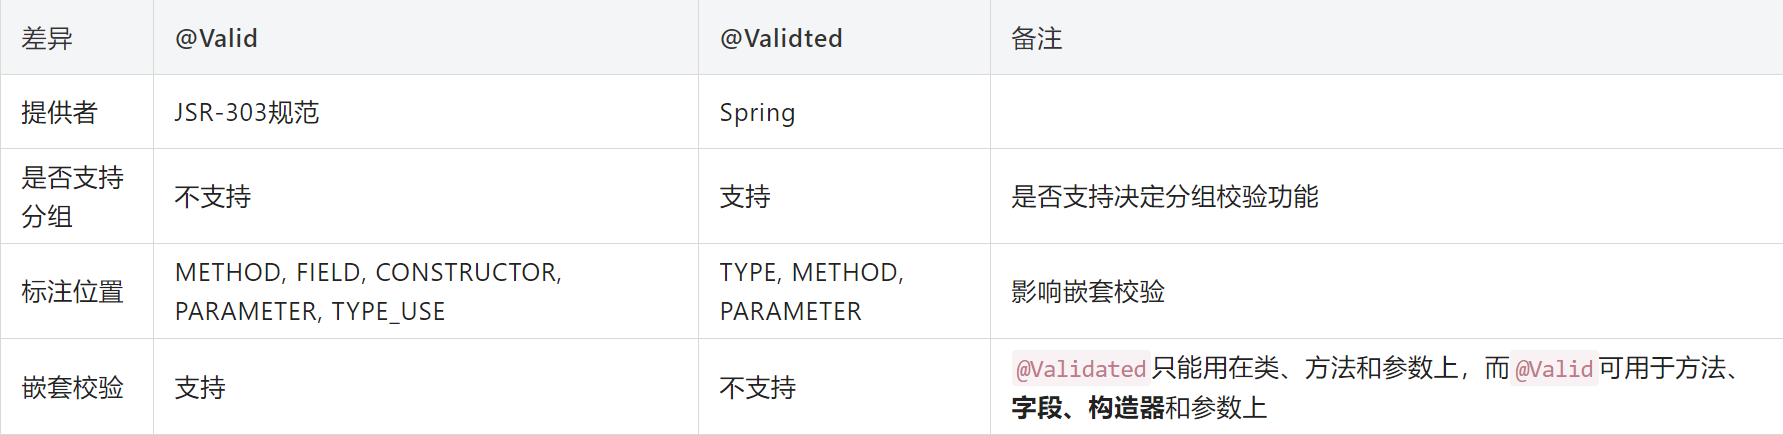 差异 @Valid @Validted 备注
提供者 JSR-303规范 Spring
是否支持
分组
不支持 支持 是否支持决定分组校验功能
标注位置
METHOD, FIELD, CONSTRUCTOR,
PARAMETER, TYPE_USE
TYPE, METHOD,
PARAMETER
影响嵌套校验
嵌套校验 支持 不支持
@Validated只能用在类、方法和参数上，而@Valid可用于方法、
字段、构造器和参数上